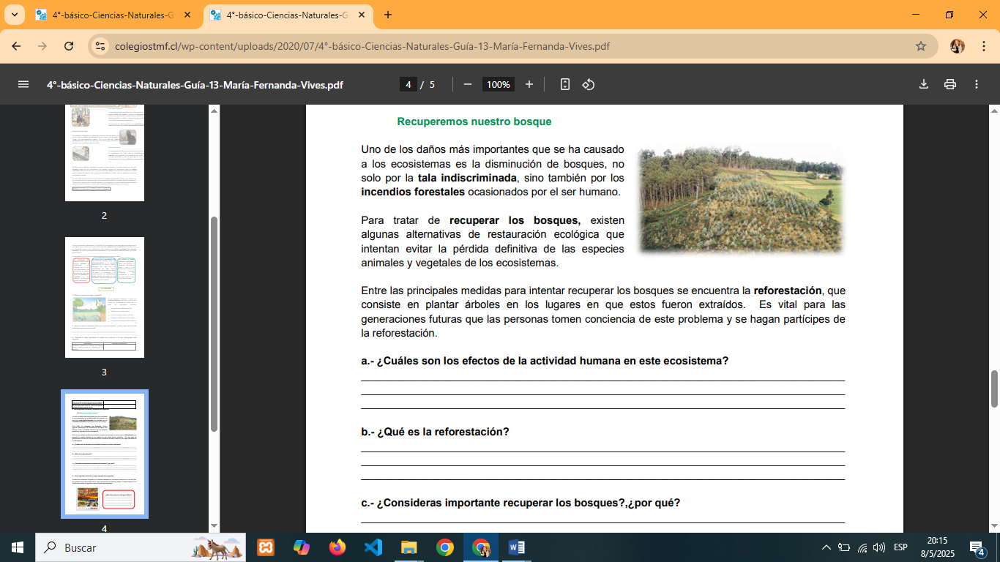 4°-básico-Ciencias-Naturales-G
4°-básico-Ciencias-Naturales-G
colegiostmf.cl/wp-content/uploads/2020/07/4°-básico-Ciencias-Naturales-Guía-13-María-Fernanda-Vives.pdf
4°-básico-Ciencias-Naturales-Guía-13-María-Fernanda-Vives.pdf
4 / 5
100%
2
3
4
Recuperemos nuestro bosque
Uno de los daños más importantes que se ha causado
a los ecosistemas es la disminución de bosques, no
solo por la tala indiscriminada, sino también por los
incendios forestales ocasionados por el ser humano.
Para tratar de recuperar los bosques, existen
algunas alternativas de restauración ecológica que
intentan evitar la pérdida definitiva de las especies
animales y vegetales de los ecosistemas.
Entre las principales medidas para intentar recuperar los bosques se encuentra la reforestación, que
consiste en plantar árboles en los lugares en que estos fueron extraídos. Es vital para las
generaciones futuras que las personas tomen conciencia de este problema y se hagan partícipes de
la reforestación.
a.- ¿Cuáles son los efectos de la actividad humana en este ecosistema?
b.- ¿Qué es la reforestación?
c.- ¿Consideras importante recuperar los bosques?,¿por qué?
Buscar
ESP
20:15
8/5/2025
4